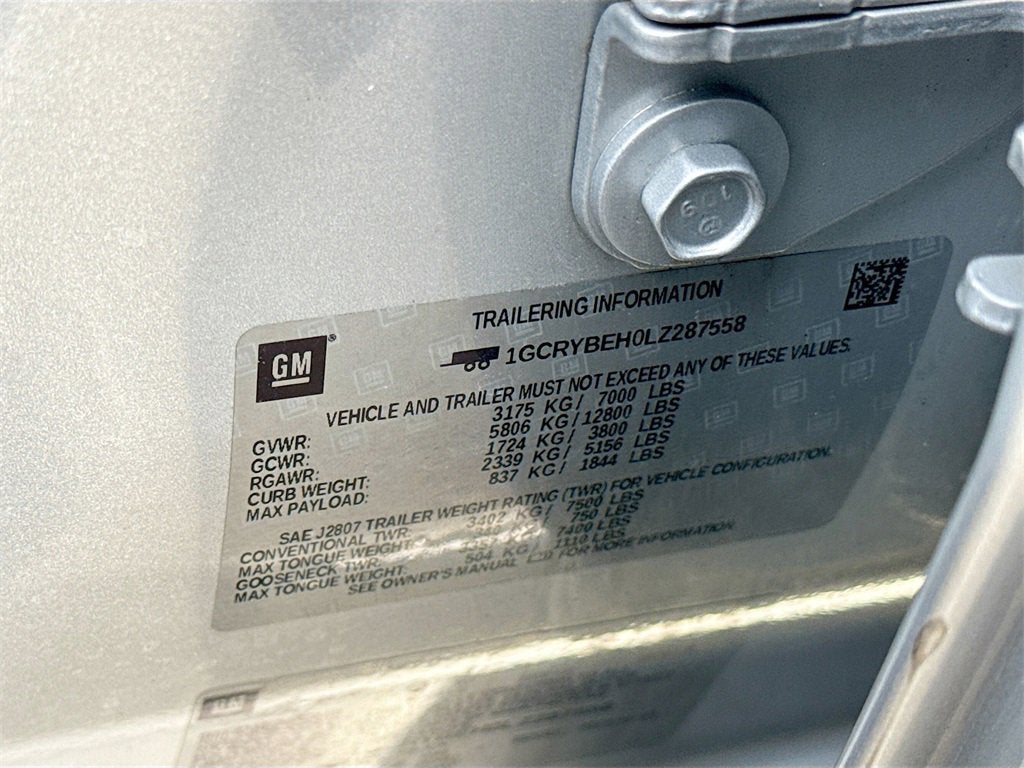 TRAILERING INFORMATION
GM®
1GCRYBEH0LZ287558
VEHICLE AND TRAILER MUST NOT EXCEED ANY OF THESE VALUES.
GVWR: 3175 KG / 7000 LBS
GCWR: 5806 KG / 12800 LBS
RGAWR: 1724 KG / 3800 LBS
CURB WEIGHT: 2339 KG / 5156 LBS
MAX PAYLOAD: 837 KG / 1844 LBS
SAE J2807 TRAILER WEIGHT RATING (TWR) FOR VEHICLE CONFIGURATION.
CONVENTIONAL TWR: 3402 KG / 7500 LBS
MAX TONGUE WEIGHT: KG / 750 LBS
GOOSENECK TWR: KG / 7400 LBS
MAX TONGUE WEIGHT: 504 KG / 1110 LBS
SEE OWNER'S MANUAL FOR MORE INFORMATION